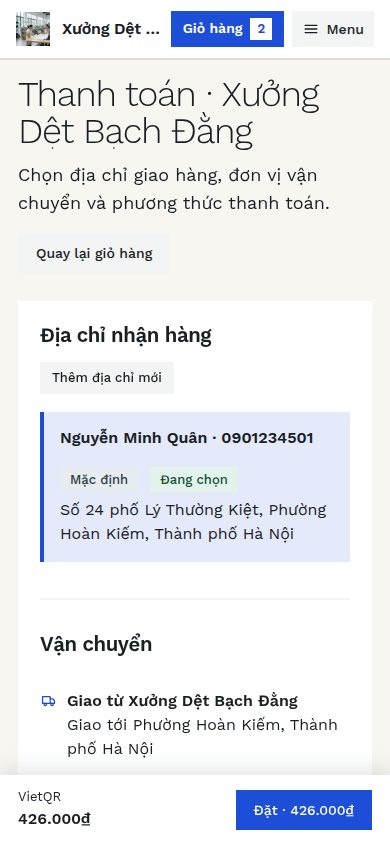 Xưởng Dệt ...
Giỏ hàng 2
Menu
Thanh toán · Xưởng
Dệt Bạch Đằng
Chọn địa chỉ giao hàng, đơn vị vận
chuyển và phương thức thanh toán.
Quay lại giỏ hàng
Địa chỉ nhận hàng
Thêm địa chỉ mới
Nguyễn Minh Quân · 0901234501
Mặc định
Đang chọn
Số 24 phố Lý Thường Kiệt, Phường
Hoàn Kiếm, Thành phố Hà Nội
Vận chuyển
Giao từ Xưởng Dệt Bạch Đằng
Giao tới Phường Hoàn Kiếm, Thành
phố Hà Nội
VietQR
426.000₫
Đặt · 426.000₫